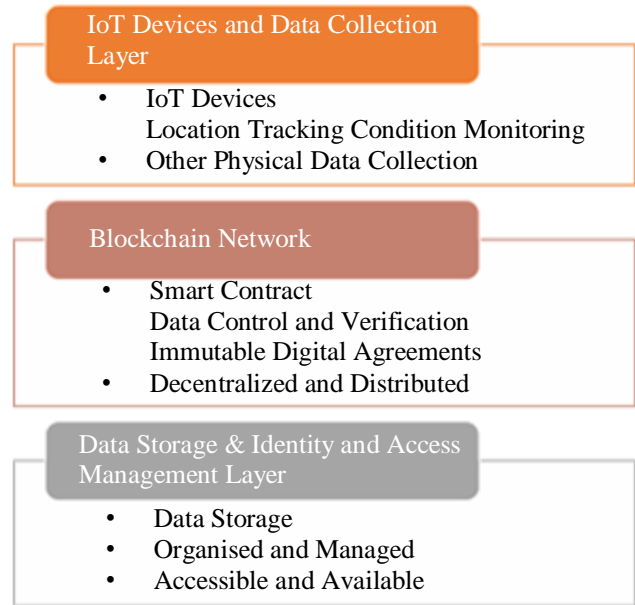 IoT Devices and Data Collection
Layer
• IoT Devices
Location Tracking Condition Monitoring
• Other Physical Data Collection
Blockchain Network
• Smart Contract
Data Control and Verification
Immutable Digital Agreements
• Decentralized and Distributed
Data Storage & Identity and Access
Management Layer
• Data Storage
• Organised and Managed
• Accessible and Available